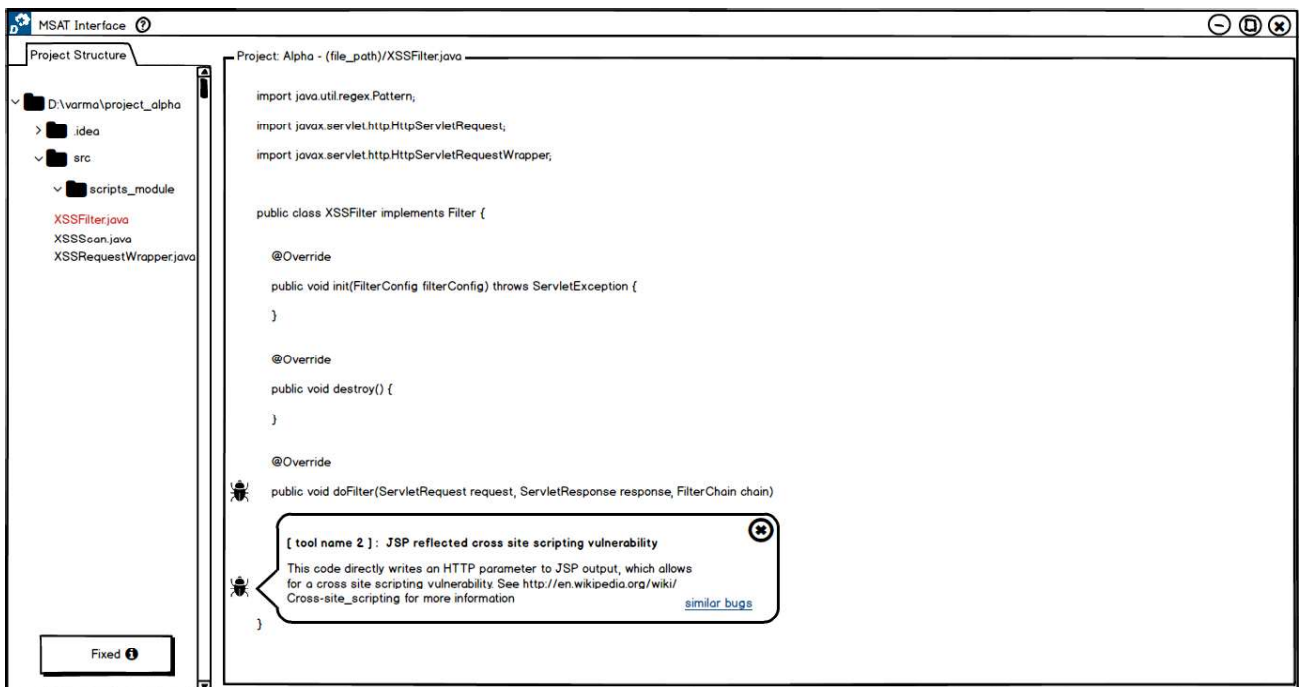 MSAT Interface ?
Project Structure
D:\varma\project_alpha
.idea
src
scripts_module
XSSFilter.java
XSSScan.java
XSSRequestWrapper.java
Fixed i
Project: Alpha - (file_path)/XSSFilter.java
import java.util.regex.Pattern;
import javax.servlet.http.HttpServletRequest;
import javax.servlet.http.HttpServletRequestWrapper;
public class XSSFilter implements Filter {
@Override
public void init(FilterConfig filterConfig) throws ServletException {
}
@Override
public void destroy() {
}
@Override
public void doFilter(ServletRequest request, ServletResponse response, FilterChain chain)
[ tool name 2 ] : JSP reflected cross site scripting vulnerability
This code directly writes an HTTP parameter to JSP output, which allows
for a cross site scripting vulnerability. See http://en.wikipedia.org/wiki/
Cross-site_scripting for more information
similar bugs
}